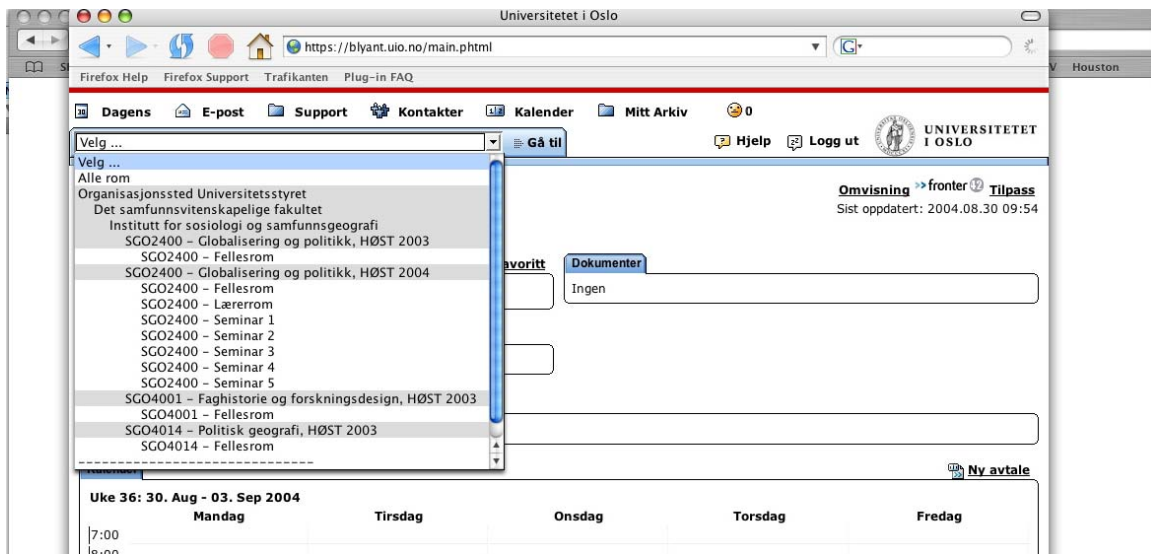 Universitetet i Oslo
https://blyant.uio.no/main.phtml
G
Houston
Firefox Help Firefox Support Trafikanten Plug-in FAQ
Dagens E-post Support Kontakter Kalender Mitt Arkiv 0
Velg ... Gå til Hjelp Logg ut UNIVERSITETET
I OSLO
Velg ...
Alle rom
Organisasjonssted Universitetsstyret
Omvisning >> fronter Tilpass
Det samfunnsvitenskapelige fakultet
Sist oppdatert: 2004.08.30 09:54
Institutt for sosiologi og samfunnsgeografi
SGO2400 – Globalisering og politikk, HØST 2003
SGO2400 – Fellesrom
avoritt Dokumenter
SGO2400 – Globalisering og politikk, HØST 2004
SGO2400 – Fellesrom
Ingen
SGO2400 – Lærerrom
SGO2400 – Seminar 1
SGO2400 – Seminar 2
SGO2400 – Seminar 3
SGO2400 – Seminar 4
SGO2400 – Seminar 5
SGO4001 – Faghistorie og forskningsdesign, HØST 2003
SGO4001 – Fellesrom
SGO4014 – Politisk geografi, HØST 2003
SGO4014 – Fellesrom
-------------------------------
Kalender Ny avtale
Uke 36: 30. Aug - 03. Sep 2004
Mandag Tirsdag Onsdag Torsdag Fredag
7:00
8:00